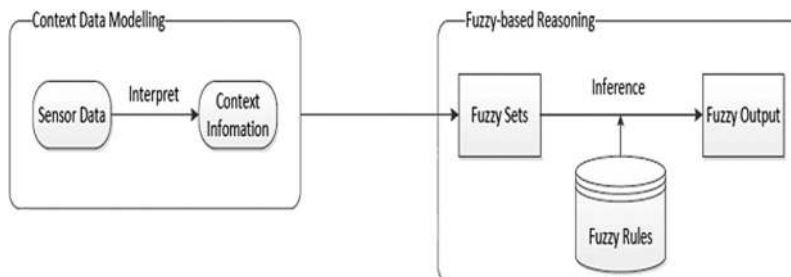 Context Data Modelling
Sensor Data
Interpret
Context
Infomation
Fuzzy-based Reasoning
Fuzzy Sets
Inference
Fuzzy Output
Fuzzy Rules